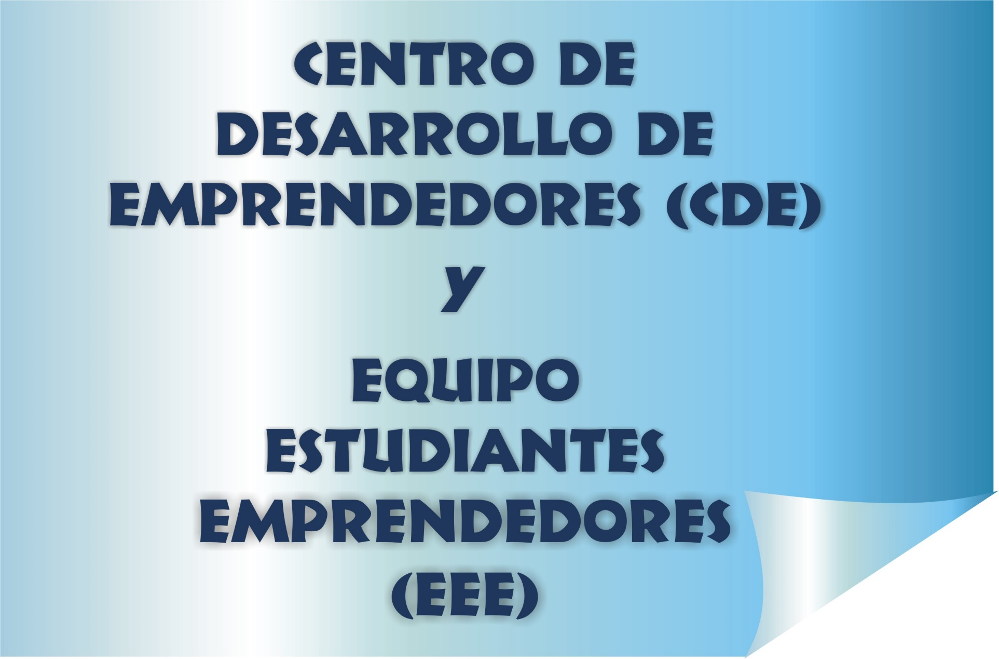 CENTRO DE
DESARROLLO DE
EMPRENDEDORES (CDE)
y
EQUIPO
ESTUDIANTES
EMPRENDEDORES
(EEE)